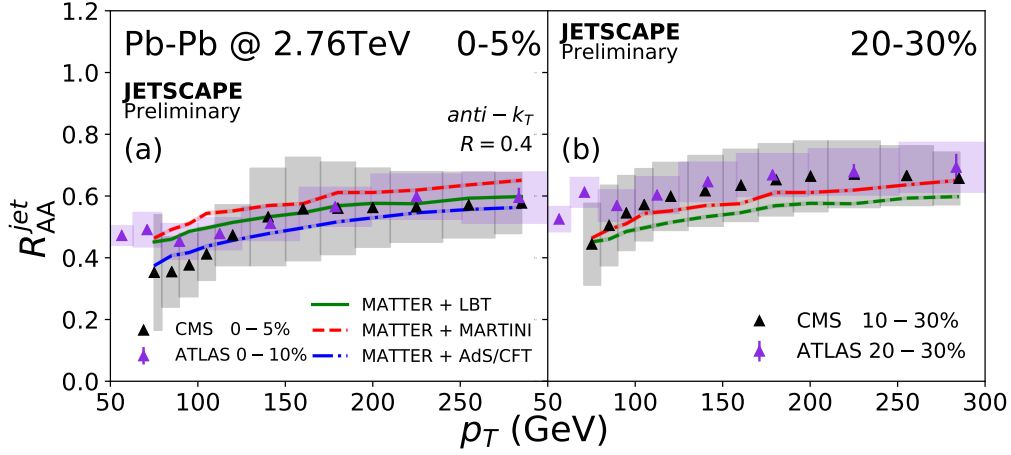 Pb-Pb @ 2.76TeV 0-5%
JETSCAPE
Preliminary
(a)
anti − k_T
R = 0.4
CMS 0 − 5%
ATLAS 0 − 10%
MATTER + LBT
MATTER + MARTINI
MATTER + AdS/CFT
JETSCAPE
Preliminary
20-30%
(b)
CMS 10 − 30%
ATLAS 20 − 30%
R_AA^jet
1.2
1.0
0.8
0.6
0.4
0.2
0.0
50 100 150 200 250 50 100 150 200 250 300
p_T (GeV)